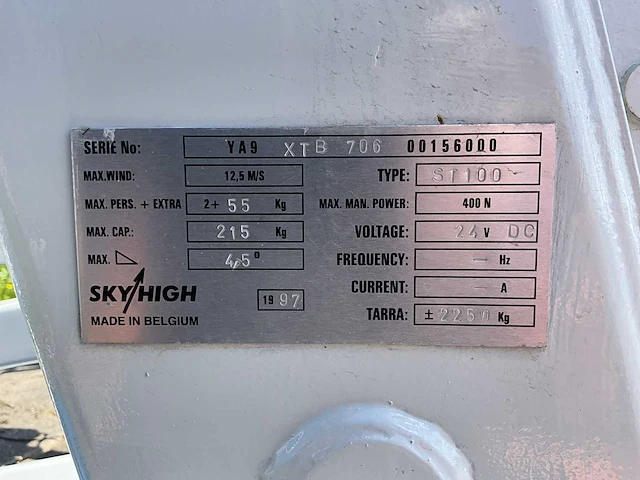 SERIE No: YA9 XTB 706 00156000
MAX.WIND: 12,5 M/S TYPE: ST100 -
MAX. PERS. + EXTRA 2+ 55 Kg MAX. MAN. POWER: 400 N
MAX. CAP.: 215 Kg VOLTAGE: 24 V DC
MAX. 4,5° FREQUENCY: — Hz
CURRENT: — A
SKYHIGH 1997 TARRA: ± 2250 Kg
MADE IN BELGIUM